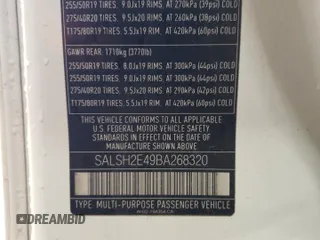 255/50R19 TIRES. 9.0Jx19 RIMS AT 270kPa (39psi) COLD
275/40R20 TIRES. 9.5Jx20 RIMS AT 260kPa (38psi) COLD
T175/80R19 TIRES. 5.5Jx19 RIM. AT 420kPa (60psi) COLD
GAWR REAR: 1710kg (3770lb)
255/50R19 TIRES. 8.0Jx19 RIMS AT 300kPa (44psi) COLD
255/50R19 TIRES. 9.0Jx19 RIMS AT 300kPa (44psi) COLD
275/40R20 TIRES. 9.5Jx20 RIMS AT 290kPa (42psi) COLD
T175/80R19 TIRES. 5.5Jx19 RIM. AT 420kPa (60psi) COLD
THIS VEHICLE CONFORMS TO ALL APPLICABLE
U.S. FEDERAL MOTOR VEHICLE SAFETY
STANDARDS IN EFFECT ON THE DATE OF
MANUFACTURE SHOWN ABOVE
SALSH2E49BA268320
TYPE: MULTI-PURPOSE PASSENGER VEHICLE
DREAMBID